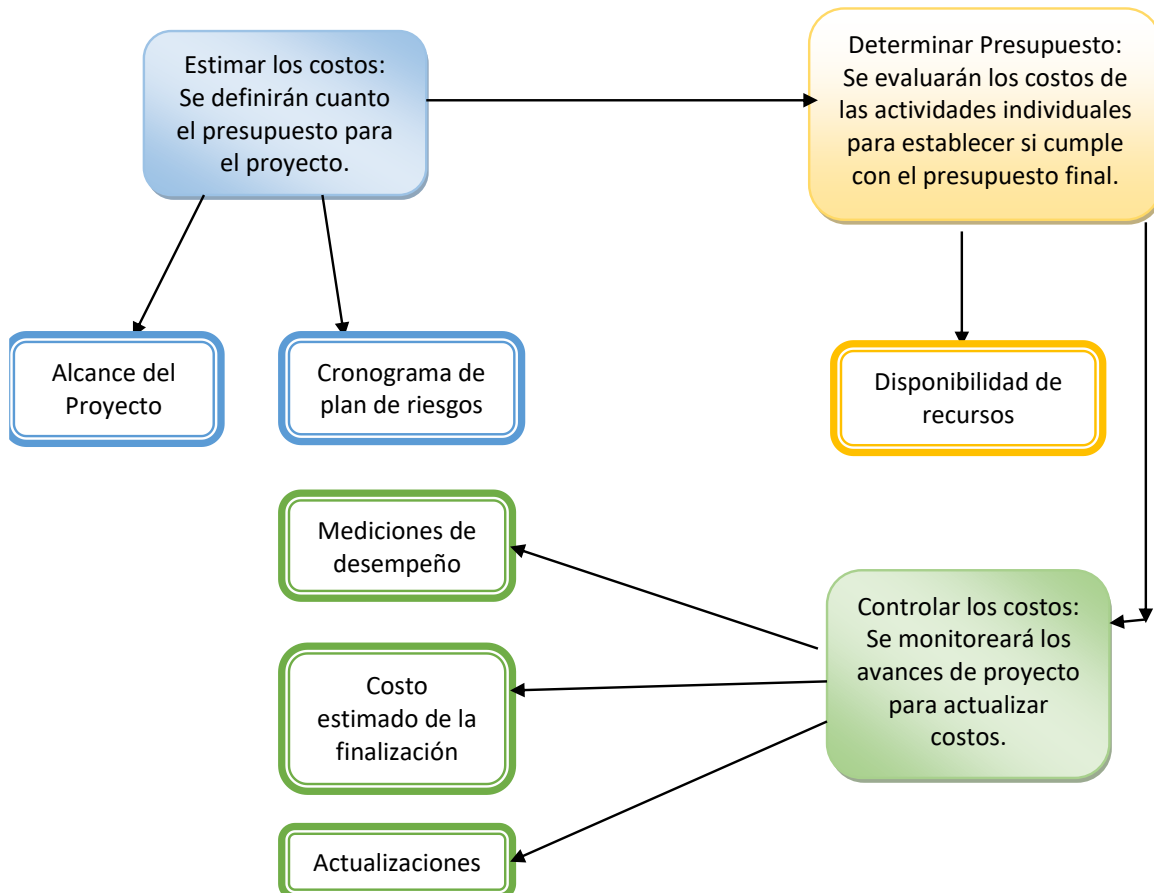 Estimar los costos:
Se definirán cuanto
el presupuesto para
el proyecto.
Determinar Presupuesto:
Se evaluarán los costos de
las actividades individuales
para establecer si cumple
con el presupuesto final.
Alcance del
Proyecto
Cronograma de
plan de riesgos
Disponibilidad de
recursos
Mediciones de
desempeño
Costo
estimado de la
finalización
Actualizaciones
Controlar los costos:
Se monitoreará los
avances de proyecto
para actualizar
costos.